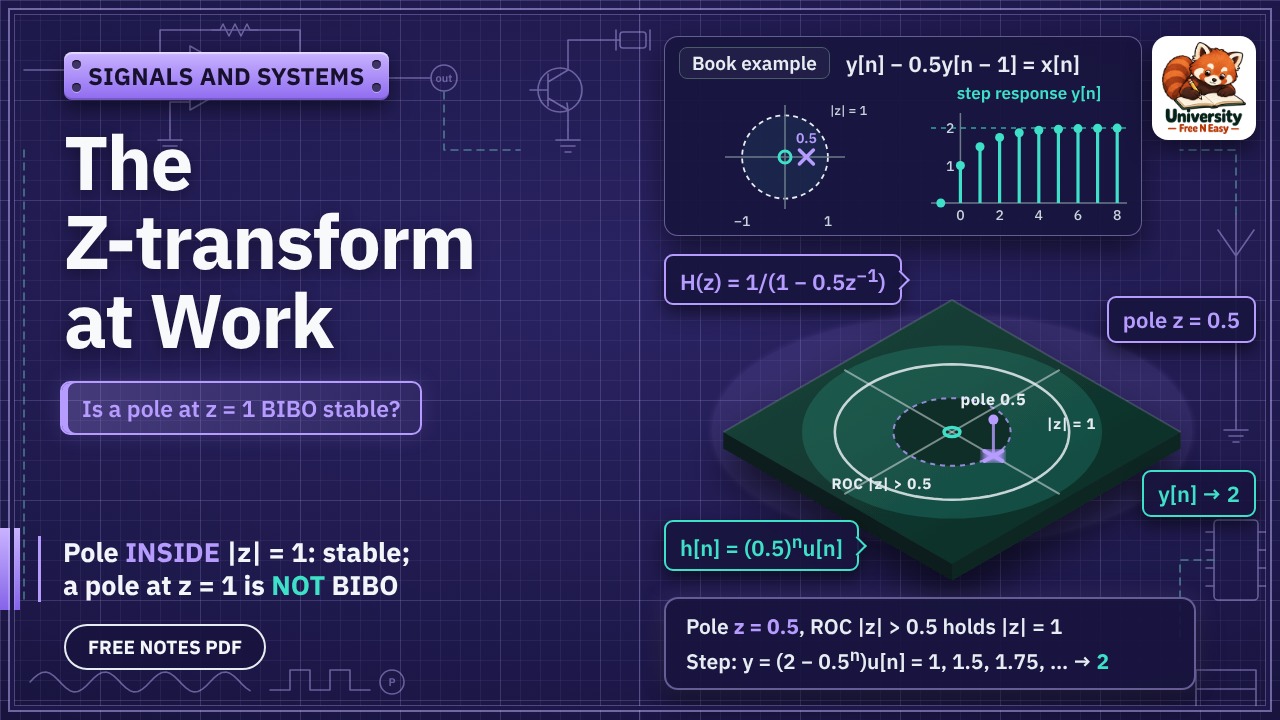 SIGNALS AND SYSTEMS
The
Z-transform
at Work
Is a pole at z = 1 BIBO stable?
Pole INSIDE |z| = 1: stable;
a pole at z = 1 is NOT BIBO
FREE NOTES PDF
out
P
Book example
y[n] − 0.5y[n − 1] = x[n]
step response y[n]
|z| = 1
0.5
−1 1
2
1
0 2 4 6 8
University
Free N Easy
H(z) = 1/(1 − 0.5z⁻¹)
pole z = 0.5
pole 0.5
|z| = 1
ROC |z| > 0.5
y[n] → 2
h[n] = (0.5)ⁿu[n]
Pole z = 0.5, ROC |z| > 0.5 holds |z| = 1
Step: y = (2 − 0.5ⁿ)u[n] = 1, 1.5, 1.75, ... → 2